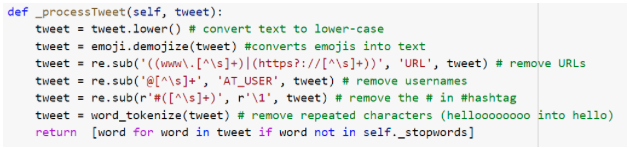 def _processTweet(self, tweet):
tweet = tweet.lower() # convert text to lower-case
tweet = emoji.demojize(tweet) #converts emojis into text
tweet = re.sub('((www\.[^\s]+)|(https?://[^\s]+))', 'URL', tweet) # remove URLs
tweet = re.sub('@[^\s]+', 'AT_USER', tweet) # remove usernames
tweet = re.sub(r'#([^\s]+)', r'\1', tweet) # remove the # in #hashtag
tweet = word_tokenize(tweet) # remove repeated characters (helloooooooo into hello)
return [word for word in tweet if word not in self._stopwords]